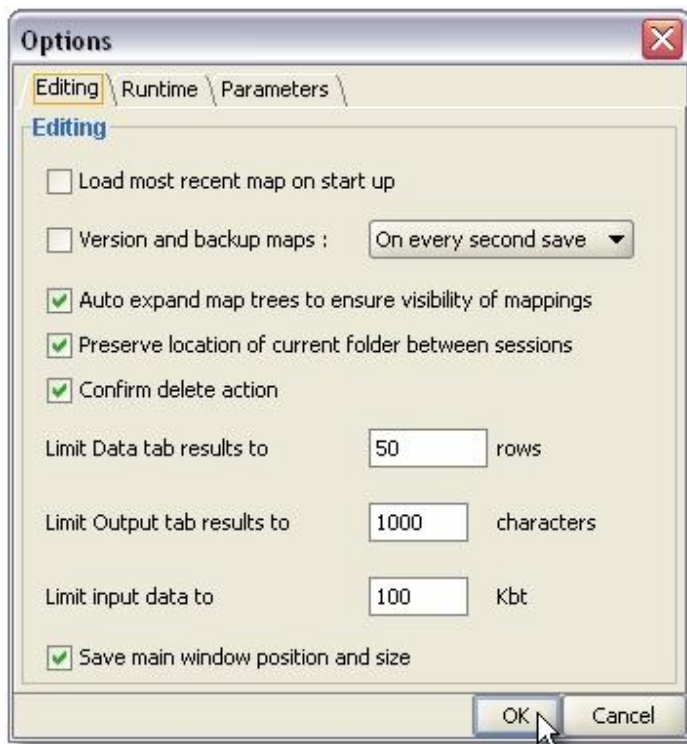 Options
Editing Runtime Parameters
Editing
Load most recent map on start up
Version and backup maps : On every second save
Auto expand map trees to ensure visibility of mappings
Preserve location of current folder between sessions
Confirm delete action
Limit Data tab results to 50 rows
Limit Output tab results to 1000 characters
Limit input data to 100 Kbt
Save main window position and size
OK Cancel